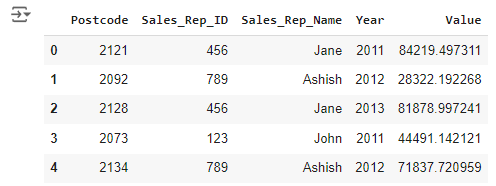 Postcode Sales_Rep_ID Sales_Rep_Name Year Value
0 2121 456 Jane 2011 84219.497311
1 2092 789 Ashish 2012 28322.192268
2 2128 456 Jane 2013 81878.997241
3 2073 123 John 2011 44491.142121
4 2134 789 Ashish 2012 71837.720959